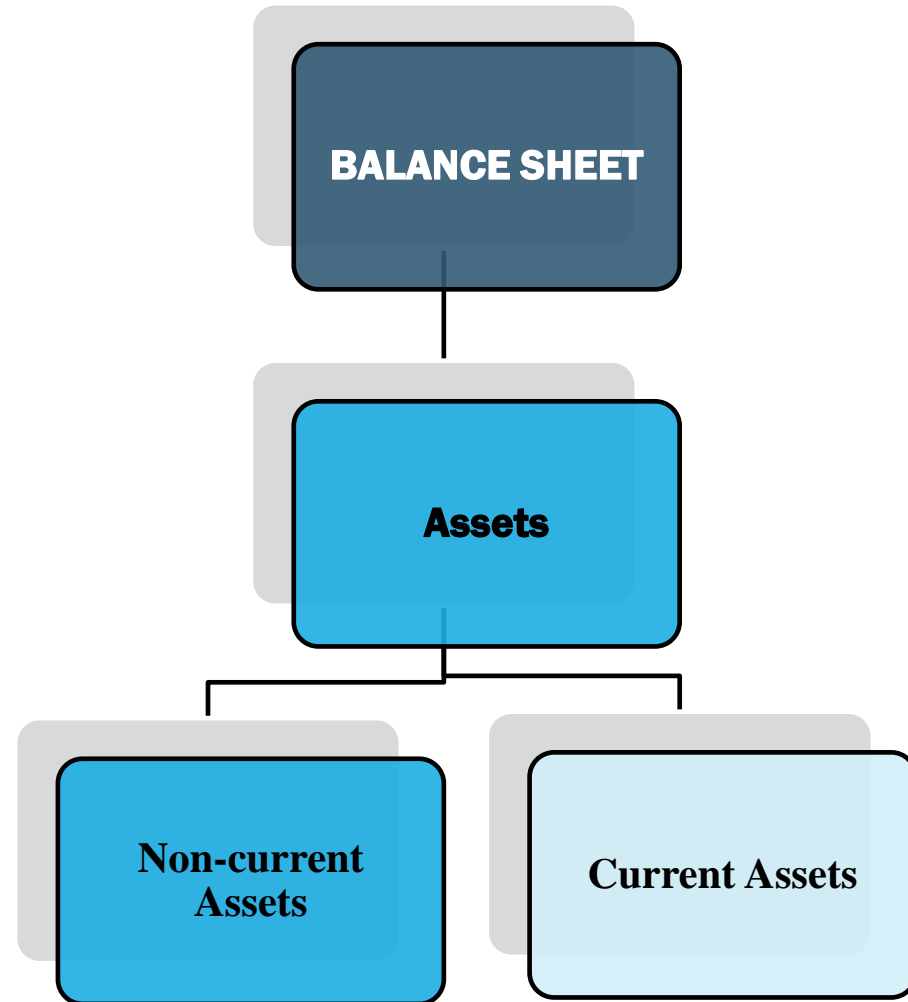 BALANCE SHEET
Assets
Non-current
Assets
Current Assets